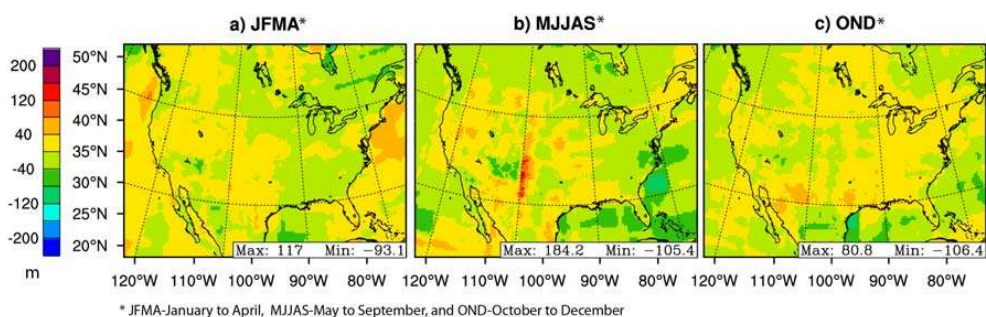 a) JFMA* b) MJJAS* c) OND*
200
120
40
-40
-120
-200
m
50°N
45°N
40°N
35°N
30°N
25°N
20°N
Max: 117 Min: −93.1
Max: 184.2 Min: −105.4
Max: 80.8 Min: −106.4
120°W 110°W 100°W 90°W 80°W 120°W 110°W 100°W 90°W 80°W 120°W 110°W 100°W 90°W 80°W
* JFMA-January to April, MJJAS-May to September, and OND-October to December